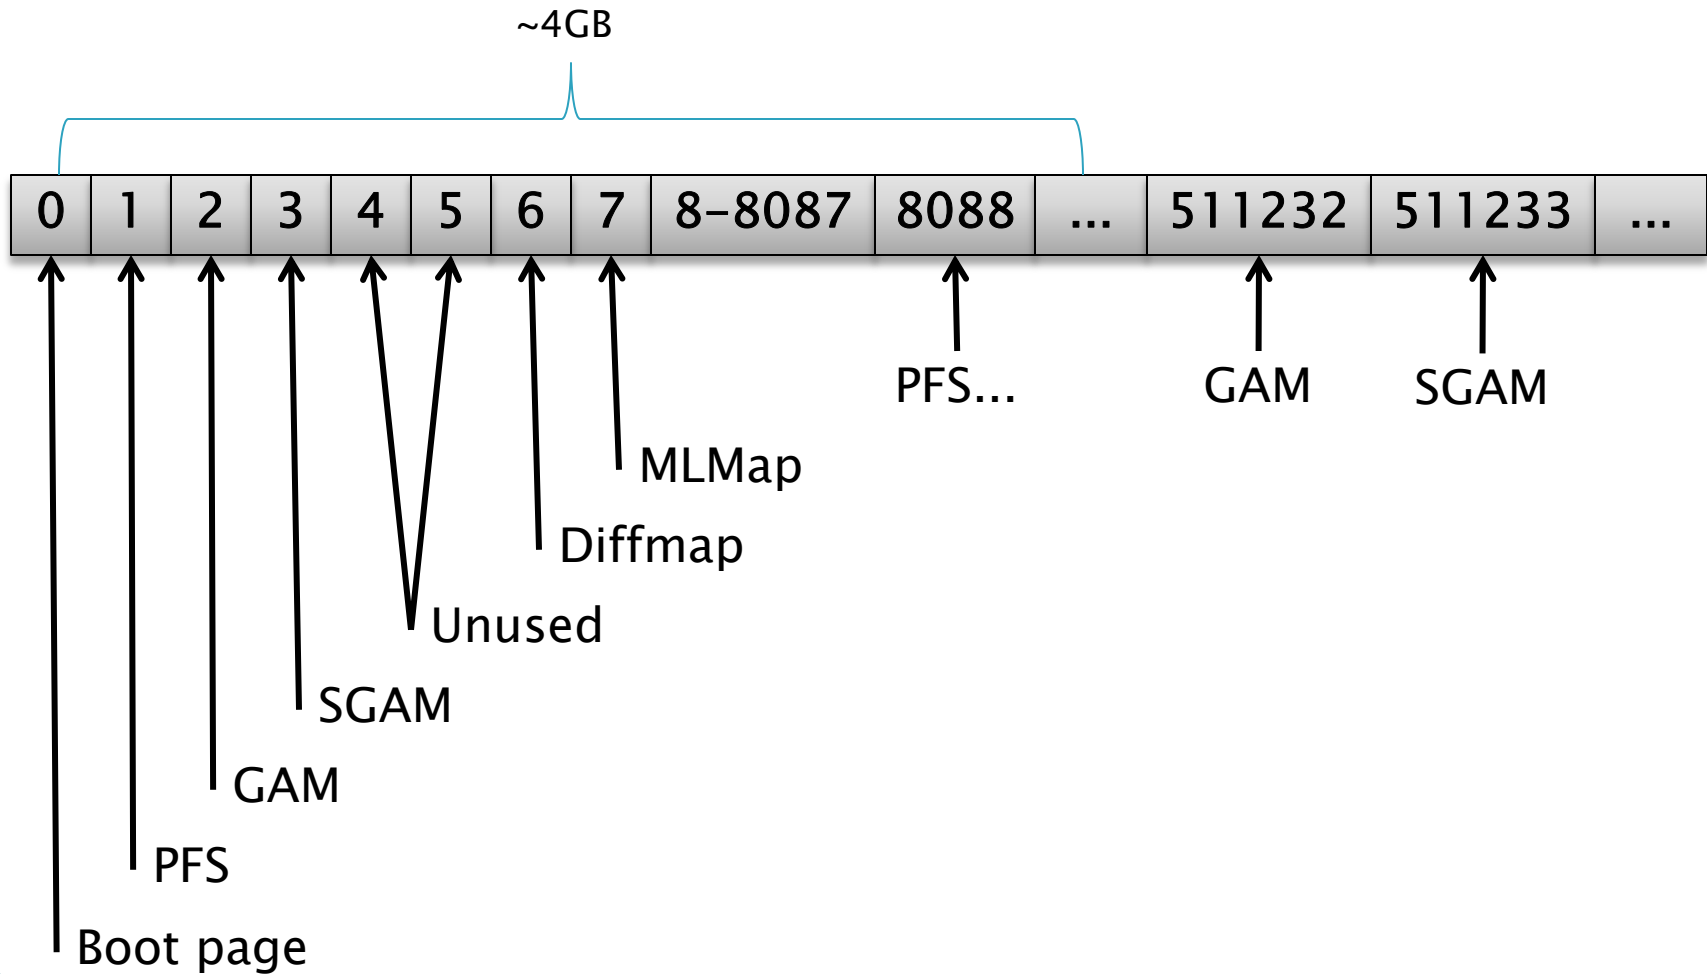 ~4GB
0 1 2 3 4 5 6 7 8-8087 8088 ... 511232 511233 ...
PFS... GAM SGAM
MLMap
Diffmap
Unused
SGAM
GAM
PFS
Boot page